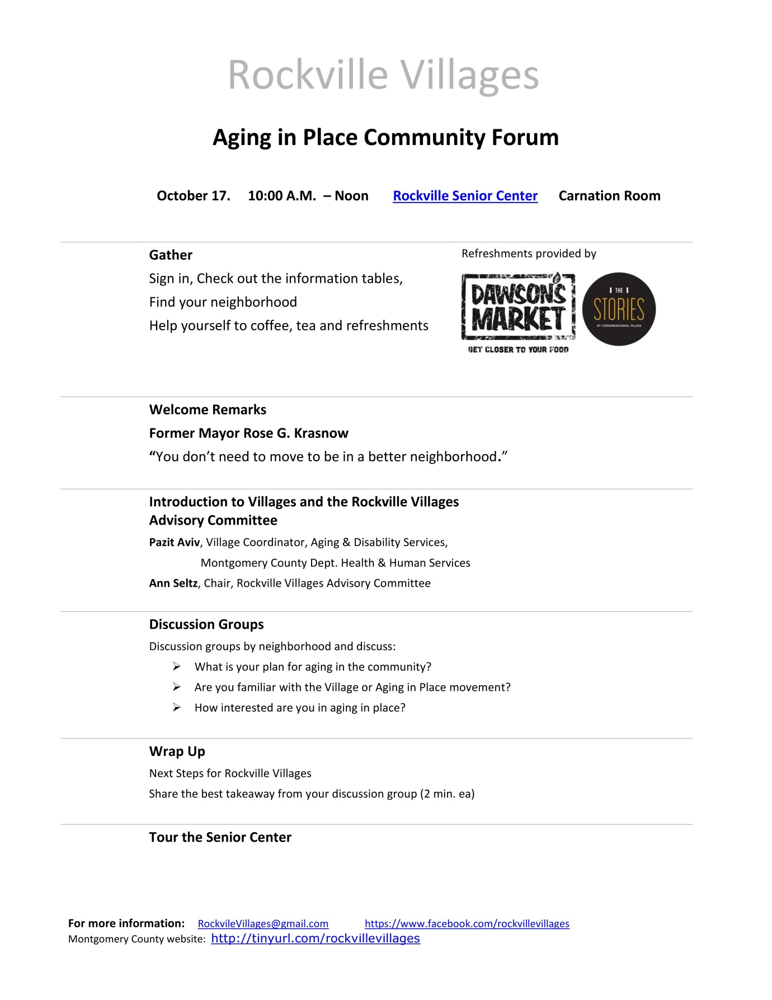 Rockville Villages
Aging in Place Community Forum
October 17. 10:00 A.M. – Noon Rockville Senior Center Carnation Room
Gather
Sign in, Check out the information tables,
Find your neighborhood
Help yourself to coffee, tea and refreshments
Refreshments provided by
DAWSON'S
MARKET
GET CLOSER TO YOUR FOOD
THE
STORIES
AT CONGRESSIONAL PLAZA
Welcome Remarks
Former Mayor Rose G. Krasnow
“You don’t need to move to be in a better neighborhood.”
Introduction to Villages and the Rockville Villages
Advisory Committee
Pazit Aviv, Village Coordinator, Aging & Disability Services,
Montgomery County Dept. Health & Human Services
Ann Seltz, Chair, Rockville Villages Advisory Committee
Discussion Groups
Discussion groups by neighborhood and discuss:
➢ What is your plan for aging in the community?
➢ Are you familiar with the Village or Aging in Place movement?
➢ How interested are you in aging in place?
Wrap Up
Next Steps for Rockville Villages
Share the best takeaway from your discussion group (2 min. ea)
Tour the Senior Center
For more information: RockvileVillages@gmail.com https://www.facebook.com/rockvillevillages
Montgomery County website: http://tinyurl.com/rockvillevillages